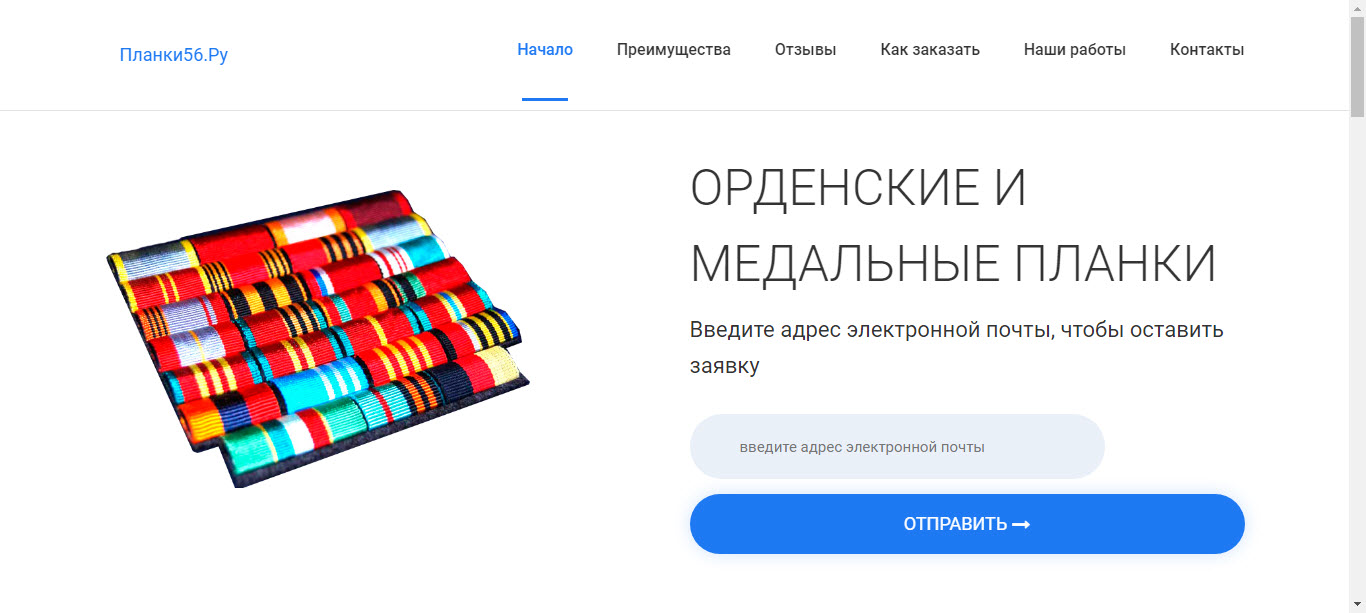 Планки56.Ру
Начало
Преимущества
Отзывы
Как заказать
Наши работы
Контакты
ОРДЕНСКИЕ И
МЕДАЛЬНЫЕ ПЛАНКИ
Введите адрес электронной почты, чтобы оставить
заявку
введите адрес электронной почты
ОТПРАВИТЬ →